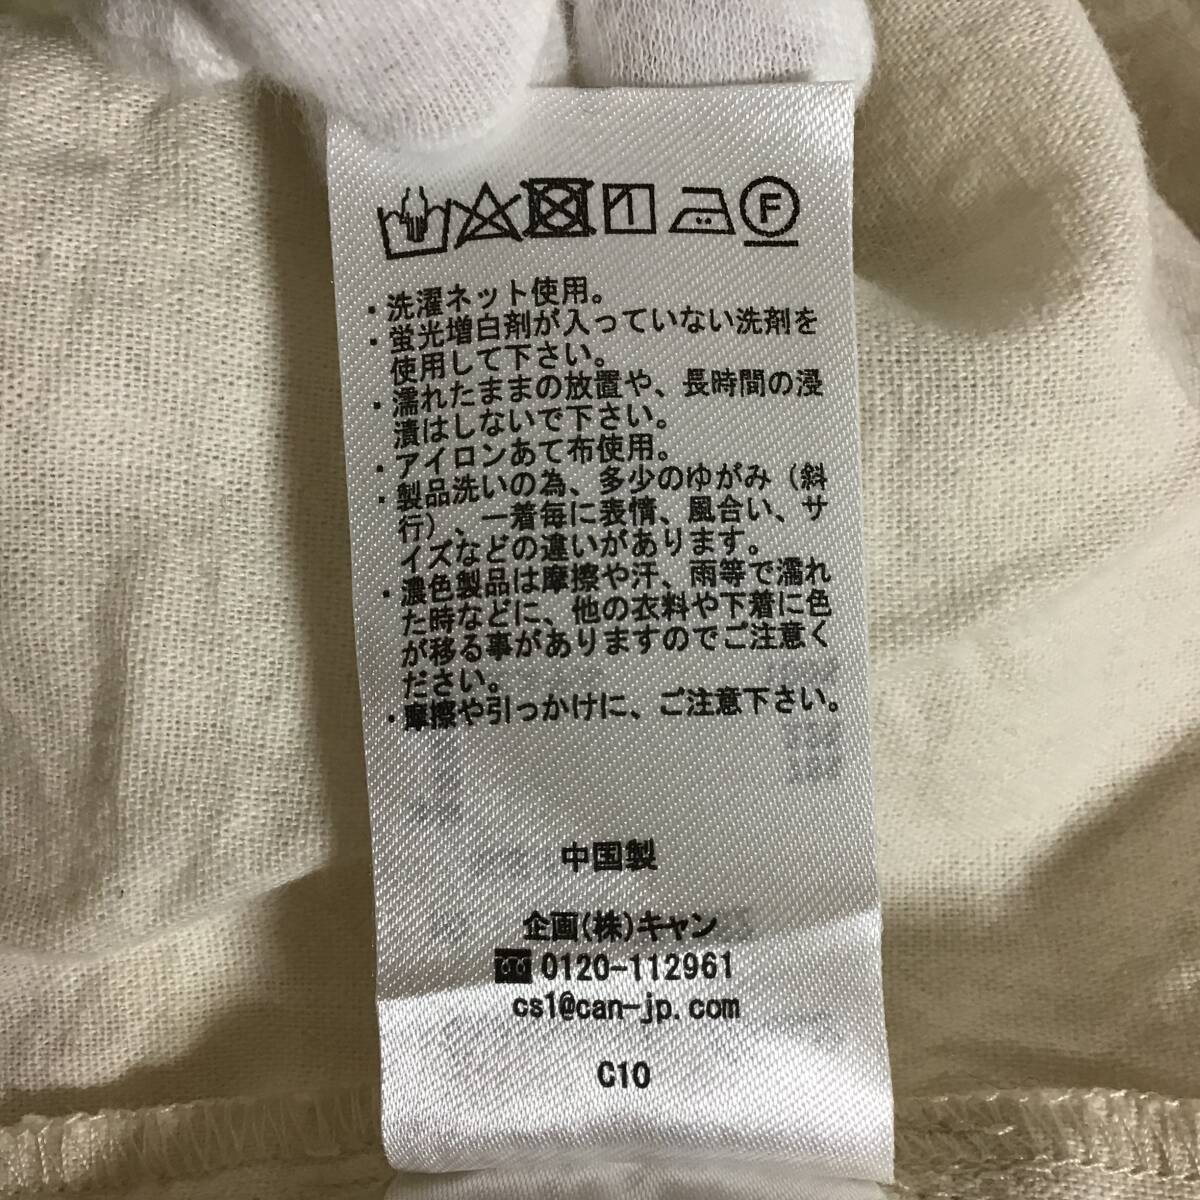 F
・洗濯ネット使用。
・蛍光増白剤が入っていない洗剤を
使用して下さい。
・濡れたままの放置や、長時間の浸
漬はしないで下さい。
・アイロンあて布使用。
・製品洗いの為、多少のゆがみ（斜
行）、一着毎に表情、風合い、サ
イズなどの違いがあります。
・濃色製品は摩擦や汗、雨等で濡れ
た時などに、他の衣料や下着に色
が移る事がありますのでご注意く
ださい。
・摩擦や引っかけに、ご注意下さい。
中国製
企画(株)キャン
0120-112961
cs1@can-jp.com
C10